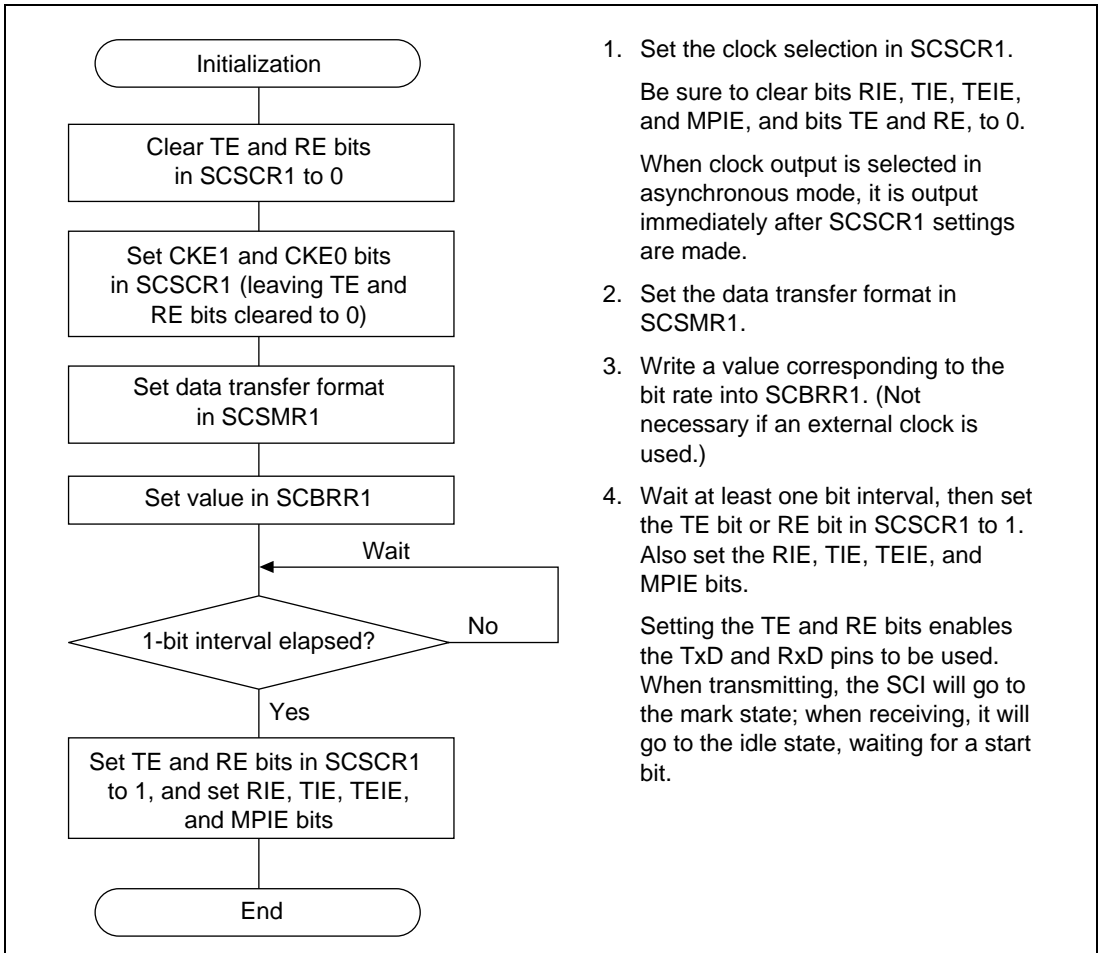 Initialization
Clear TE and RE bits
in SCSCR1 to 0
Set CKE1 and CKE0 bits
in SCSCR1 (leaving TE and
RE bits cleared to 0)
Set data transfer format
in SCSMR1
Set value in SCBRR1
Wait
1-bit interval elapsed?
No
Yes
Set TE and RE bits in SCSCR1
to 1, and set RIE, TIE, TEIE,
and MPIE bits
End
1. Set the clock selection in SCSCR1.
Be sure to clear bits RIE, TIE, TEIE,
and MPIE, and bits TE and RE, to 0.
When clock output is selected in
asynchronous mode, it is output
immediately after SCSCR1 settings
are made.
2. Set the data transfer format in
SCSMR1.
3. Write a value corresponding to the
bit rate into SCBRR1. (Not
necessary if an external clock is
used.)
4. Wait at least one bit interval, then set
the TE bit or RE bit in SCSCR1 to 1.
Also set the RIE, TIE, TEIE, and
MPIE bits.
Setting the TE and RE bits enables
the TxD and RxD pins to be used.
When transmitting, the SCI will go to
the mark state; when receiving, it will
go to the idle state, waiting for a start
bit.